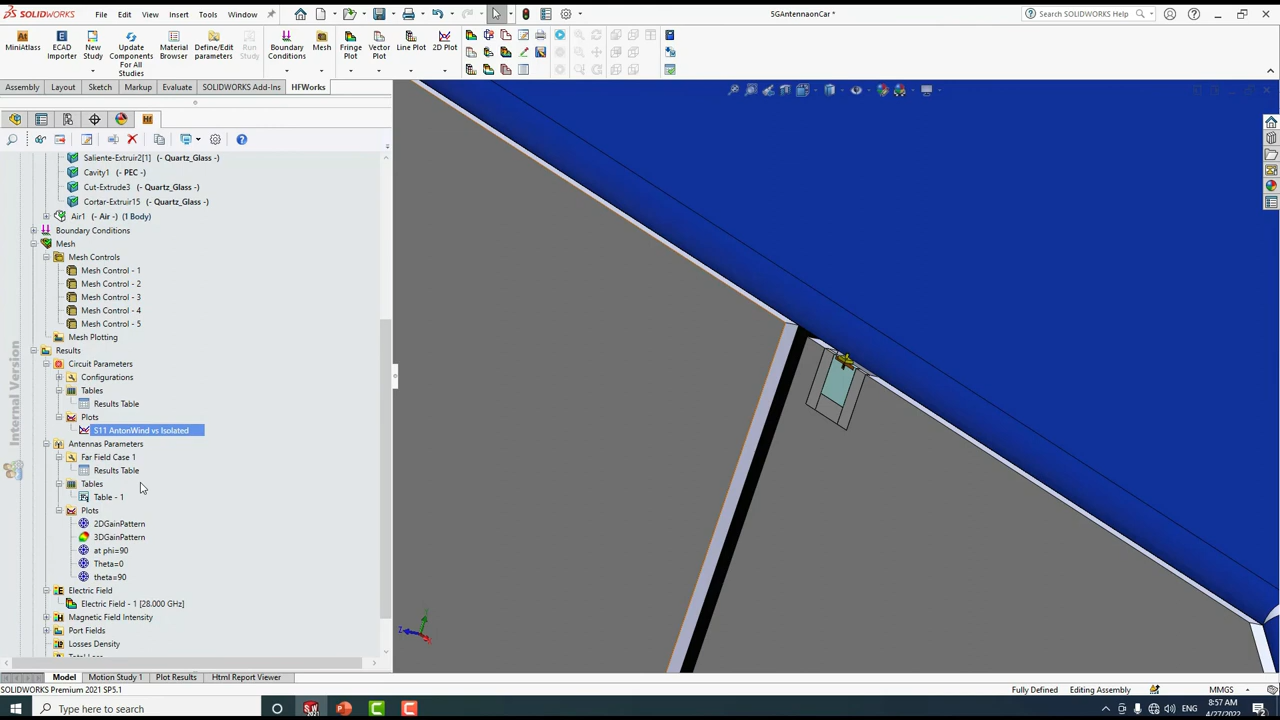 SOLIDWORKS
File
Edit
View
Insert
Tools
Window
5GAntennaonCar *
Search SOLIDWORKS Help
MiniAtlass
ECAD Importer
New Study
Update Components For All Studies
Material Browser
Define/Edit parameters
Run Study
Boundary Conditions
Mesh
Fringe Plot
Vector Plot
Line Plot
2D Plot
Assembly
Layout
Sketch
Markup
Evaluate
SOLIDWORKS Add-Ins
HFWorks
Saliente-Extruir2[1] (- Quartz_Glass -)
Cavity1 (- PEC -)
Cut-Extrude3 (- Quartz_Glass -)
Cortar-Extruir15 (- Quartz_Glass -)
Air1 (- Air -) (1 Body)
Boundary Conditions
Mesh
Mesh Controls
Mesh Control - 1
Mesh Control - 2
Mesh Control - 3
Mesh Control - 4
Mesh Control - 5
Mesh Plotting
Results
Circuit Parameters
Configurations
Tables
Results Table
Plots
S11 AntonWind vs Isolated
Antennas Parameters
Far Field Case 1
Results Table
Tables
Table - 1
Plots
2DGainPattern
3DGainPattern
at phi=90
Theta=0
theta=90
Electric Field
Electric Field - 1 [28.000 GHz]
Magnetic Field Intensity
Port Fields
Losses Density
Internal Version
Model
Motion Study 1
Plot Results
Html Report Viewer
SOLIDWORKS Premium 2021 SP5.1
Fully Defined
Editing Assembly
MMGS
Type here to search
ENG
8:57 AM
4/27/2022